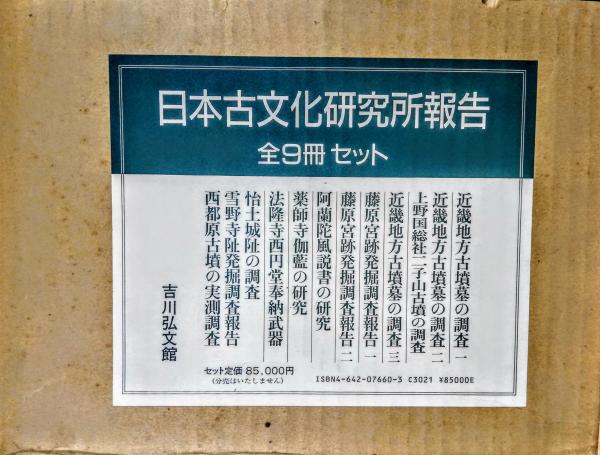 日本古文化研究所報告
全9冊 セット
近畿地方古墳墓の調査 一
近畿地方古墳墓の調査 二
上野国総社二子山古墳の調査
近畿地方古墳墓の調査 三
藤原宮跡発掘調査報告 一
藤原宮跡発掘調査報告 二
阿蘭陀風説書の研究
薬師寺伽藍の研究
法隆寺西円堂奉納武器
怡土城阯の調査
雪野寺阯発掘調査報告
西都原古墳の実測調査
吉川弘文館
セット定価 85,000円
(分売はいたしません)
ISBN4-642-07660-3 C3021 ¥85000E